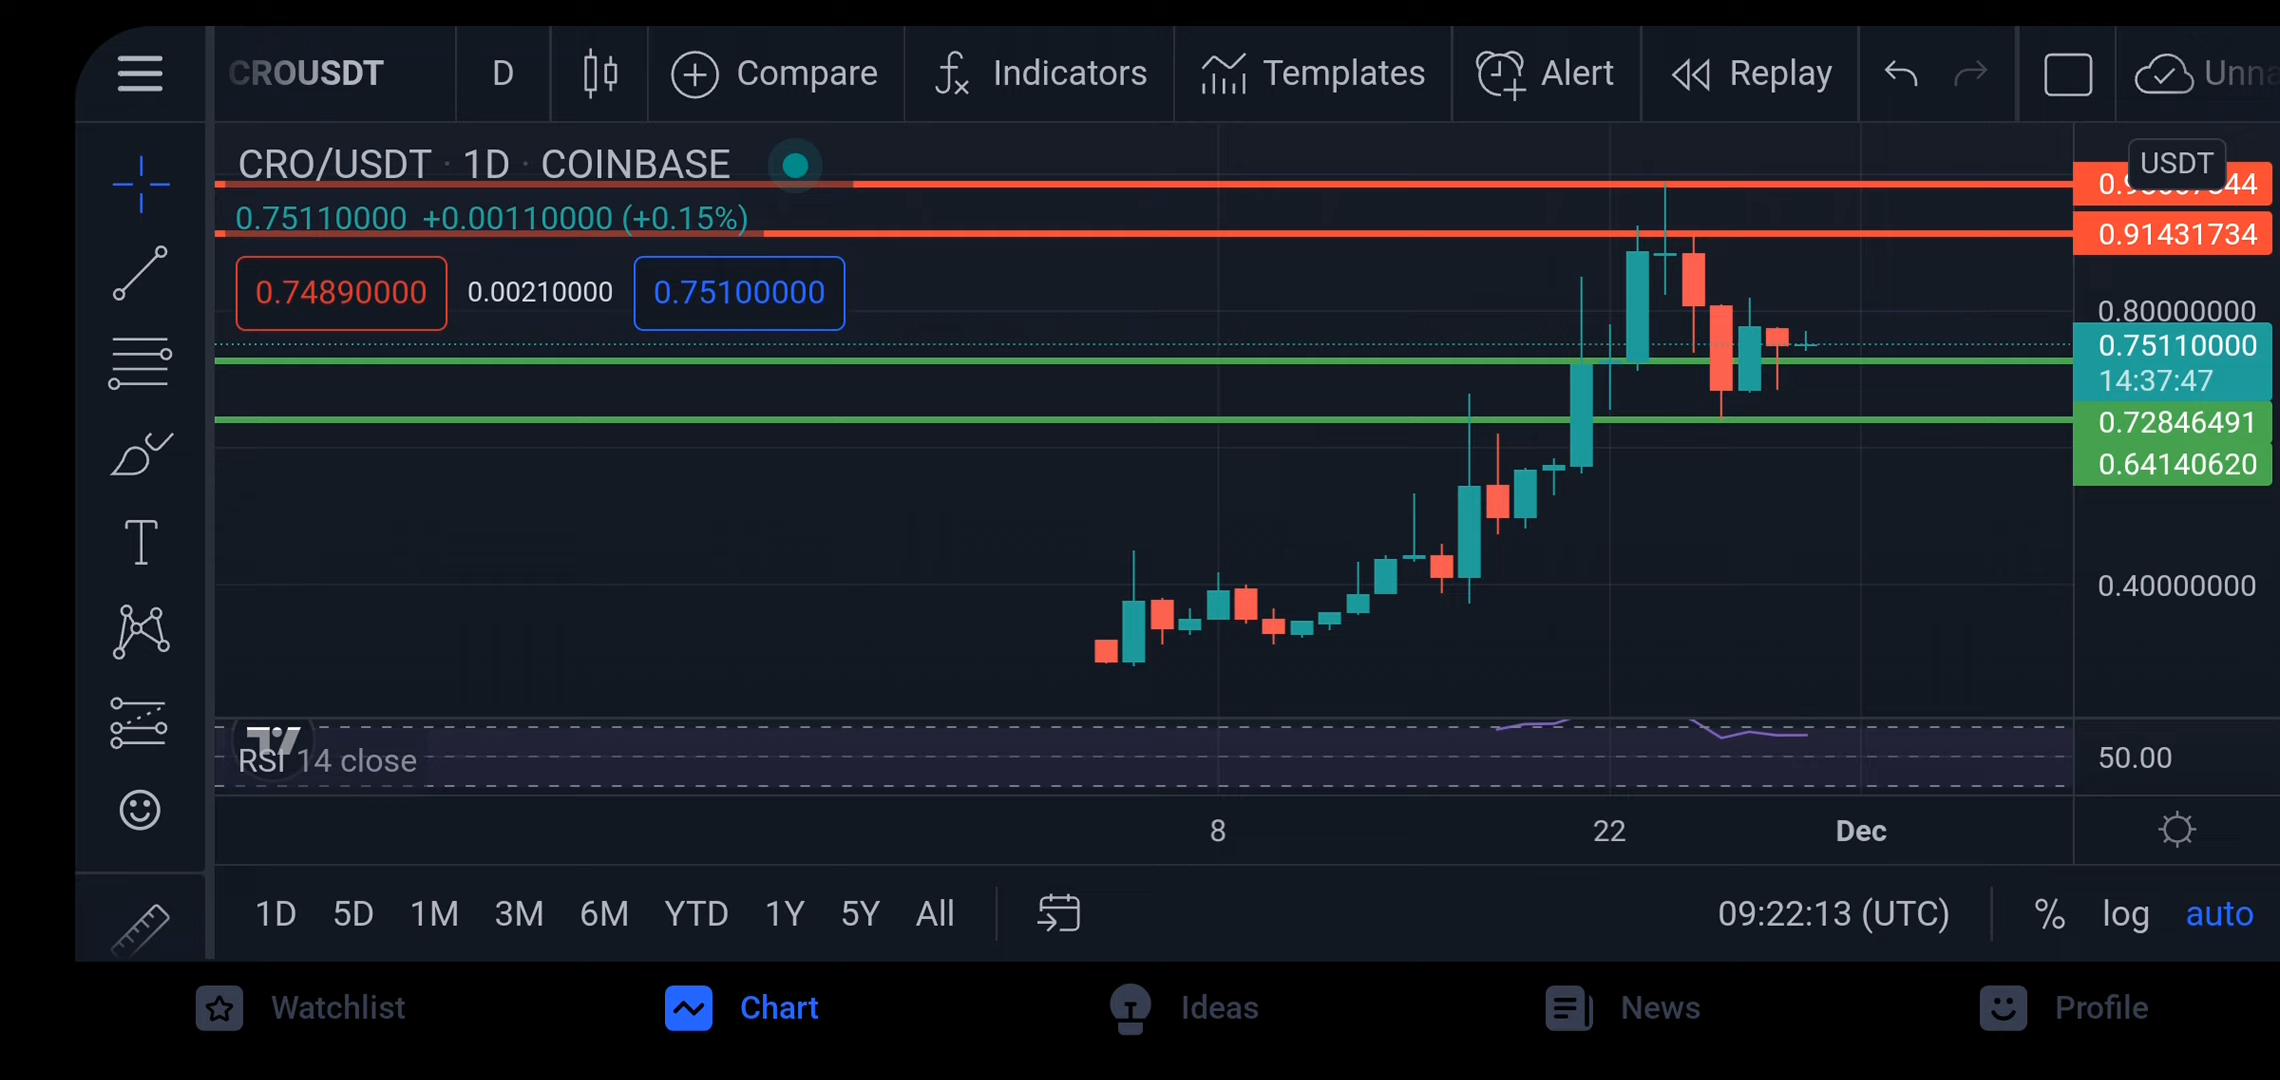 CROUSDT D Compare Indicators Templates Alert Replay
CRO/USDT · 1D · COINBASE
USDT
0.75110000 +0.00110000 (+0.15%)
0.91431734
0.74890000 0.00210000 0.75100000
0.80000000
0.75110000
14:37:47
0.72846491
0.64140620
0.40000000
RSI 14 close
50.00
8 22 Dec
1D 5D 1M 3M 6M YTD 1Y 5Y All 09:22:13 (UTC) % log auto
Watchlist Chart Ideas News Profile